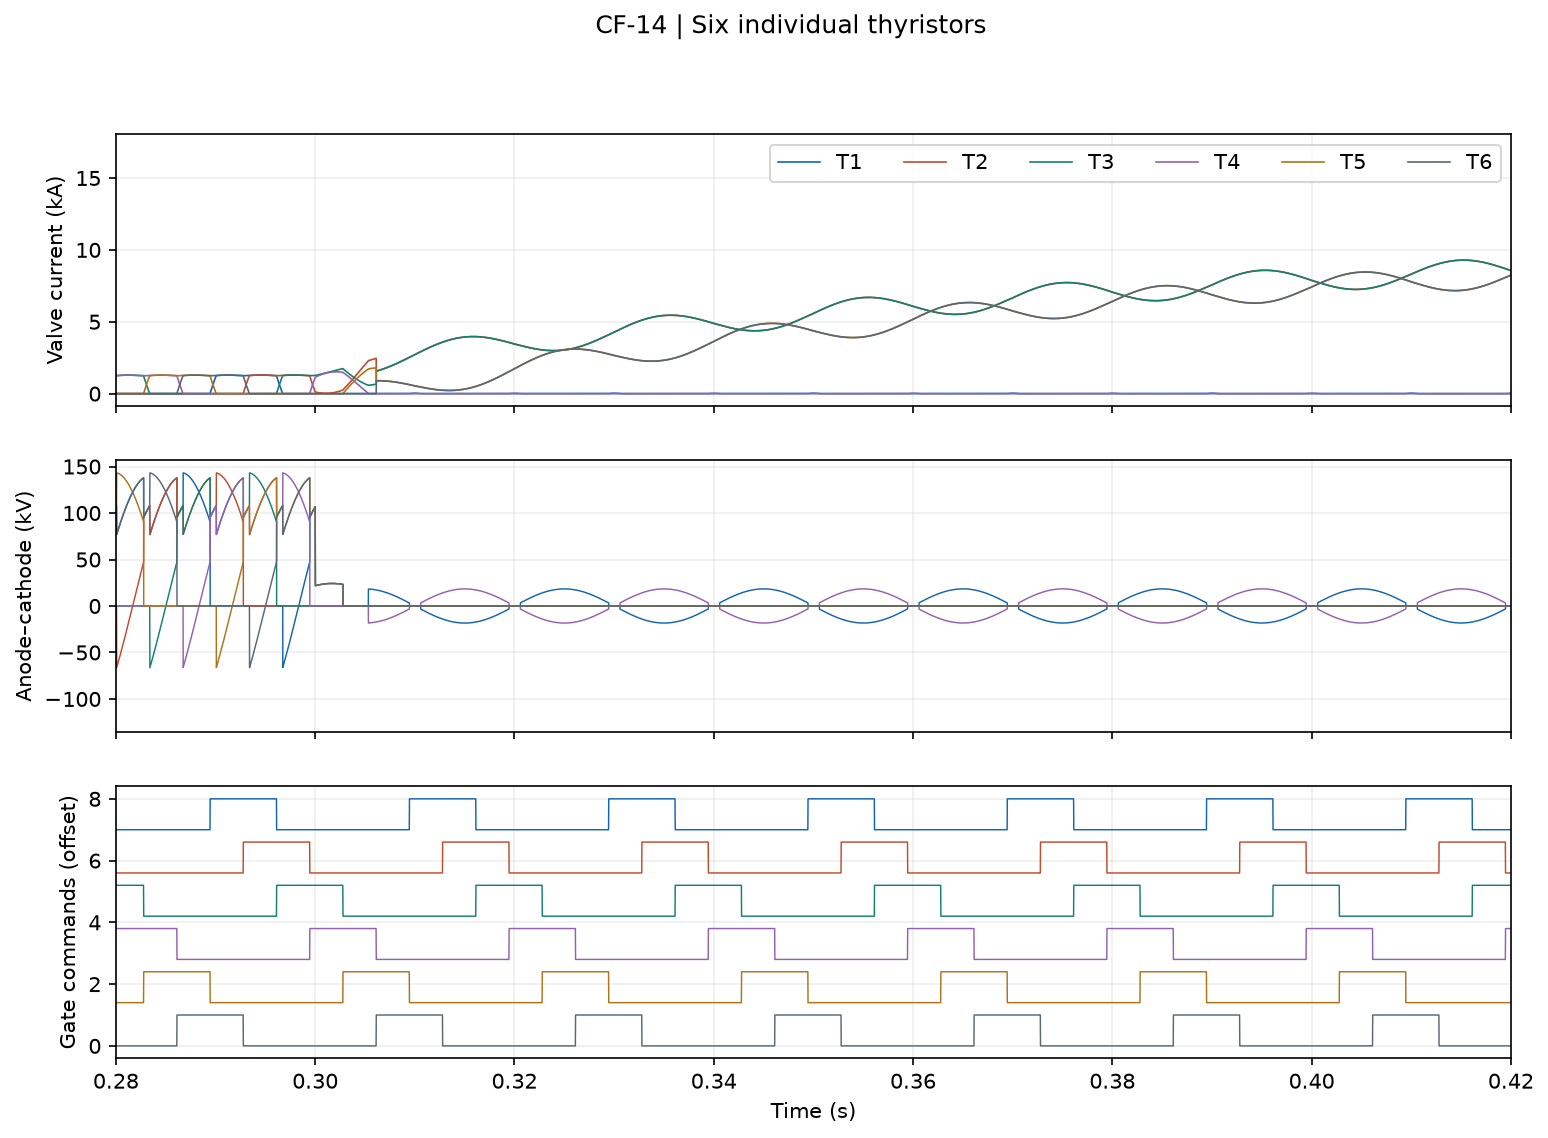 CF-14 | Six individual thyristors
Valve current (kA)
15
10
5
0
T1 T2 T3 T4 T5 T6
Anode–cathode (kV)
150
100
50
0
−50
−100
Gate commands (offset)
8
6
4
2
0
0.28 0.30 0.32 0.34 0.36 0.38 0.40 0.42
Time (s)